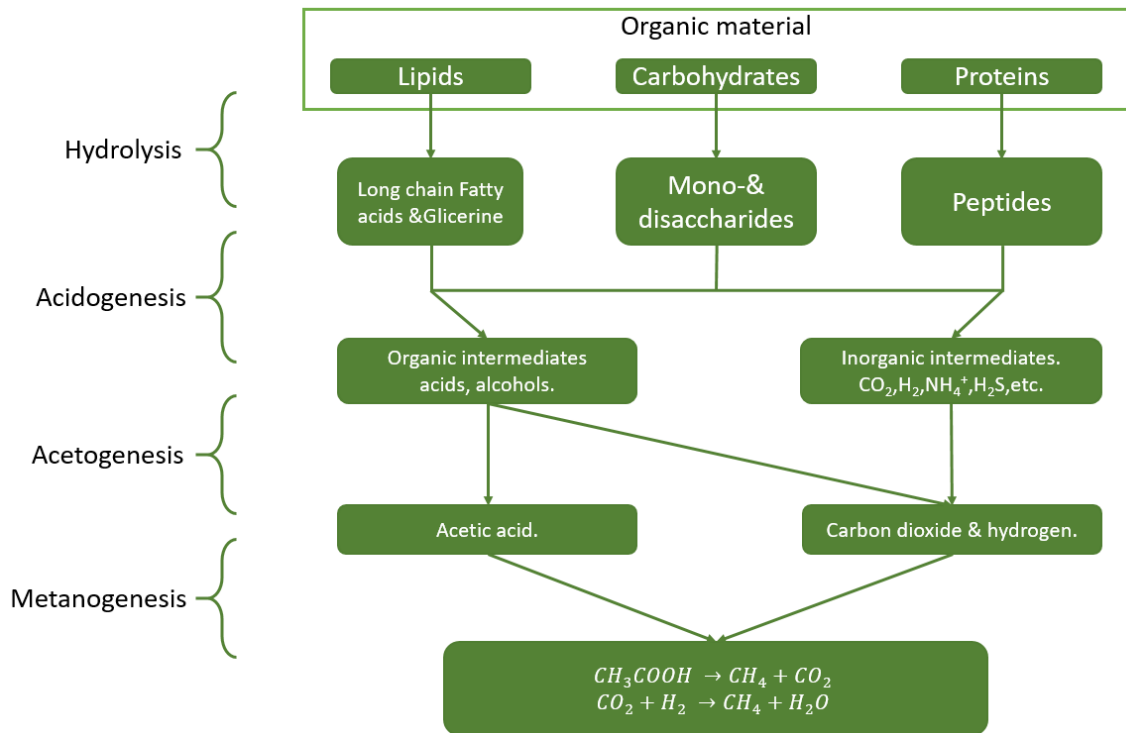 Organic material
Lipids
Carbohydrates
Proteins
Hydrolysis
Long chain Fatty
acids &Glicerine
Mono-&
disaccharides
Peptides
Acidogenesis
Organic intermediates
acids, alcohols.
Inorganic intermediates.
CO₂,H₂,NH₄⁺,H₂S,etc.
Acetogenesis
Acetic acid.
Carbon dioxide & hydrogen.
Metanogenesis
CH₃COOH → CH₄ + CO₂
CO₂ + H₂ → CH₄ + H₂O